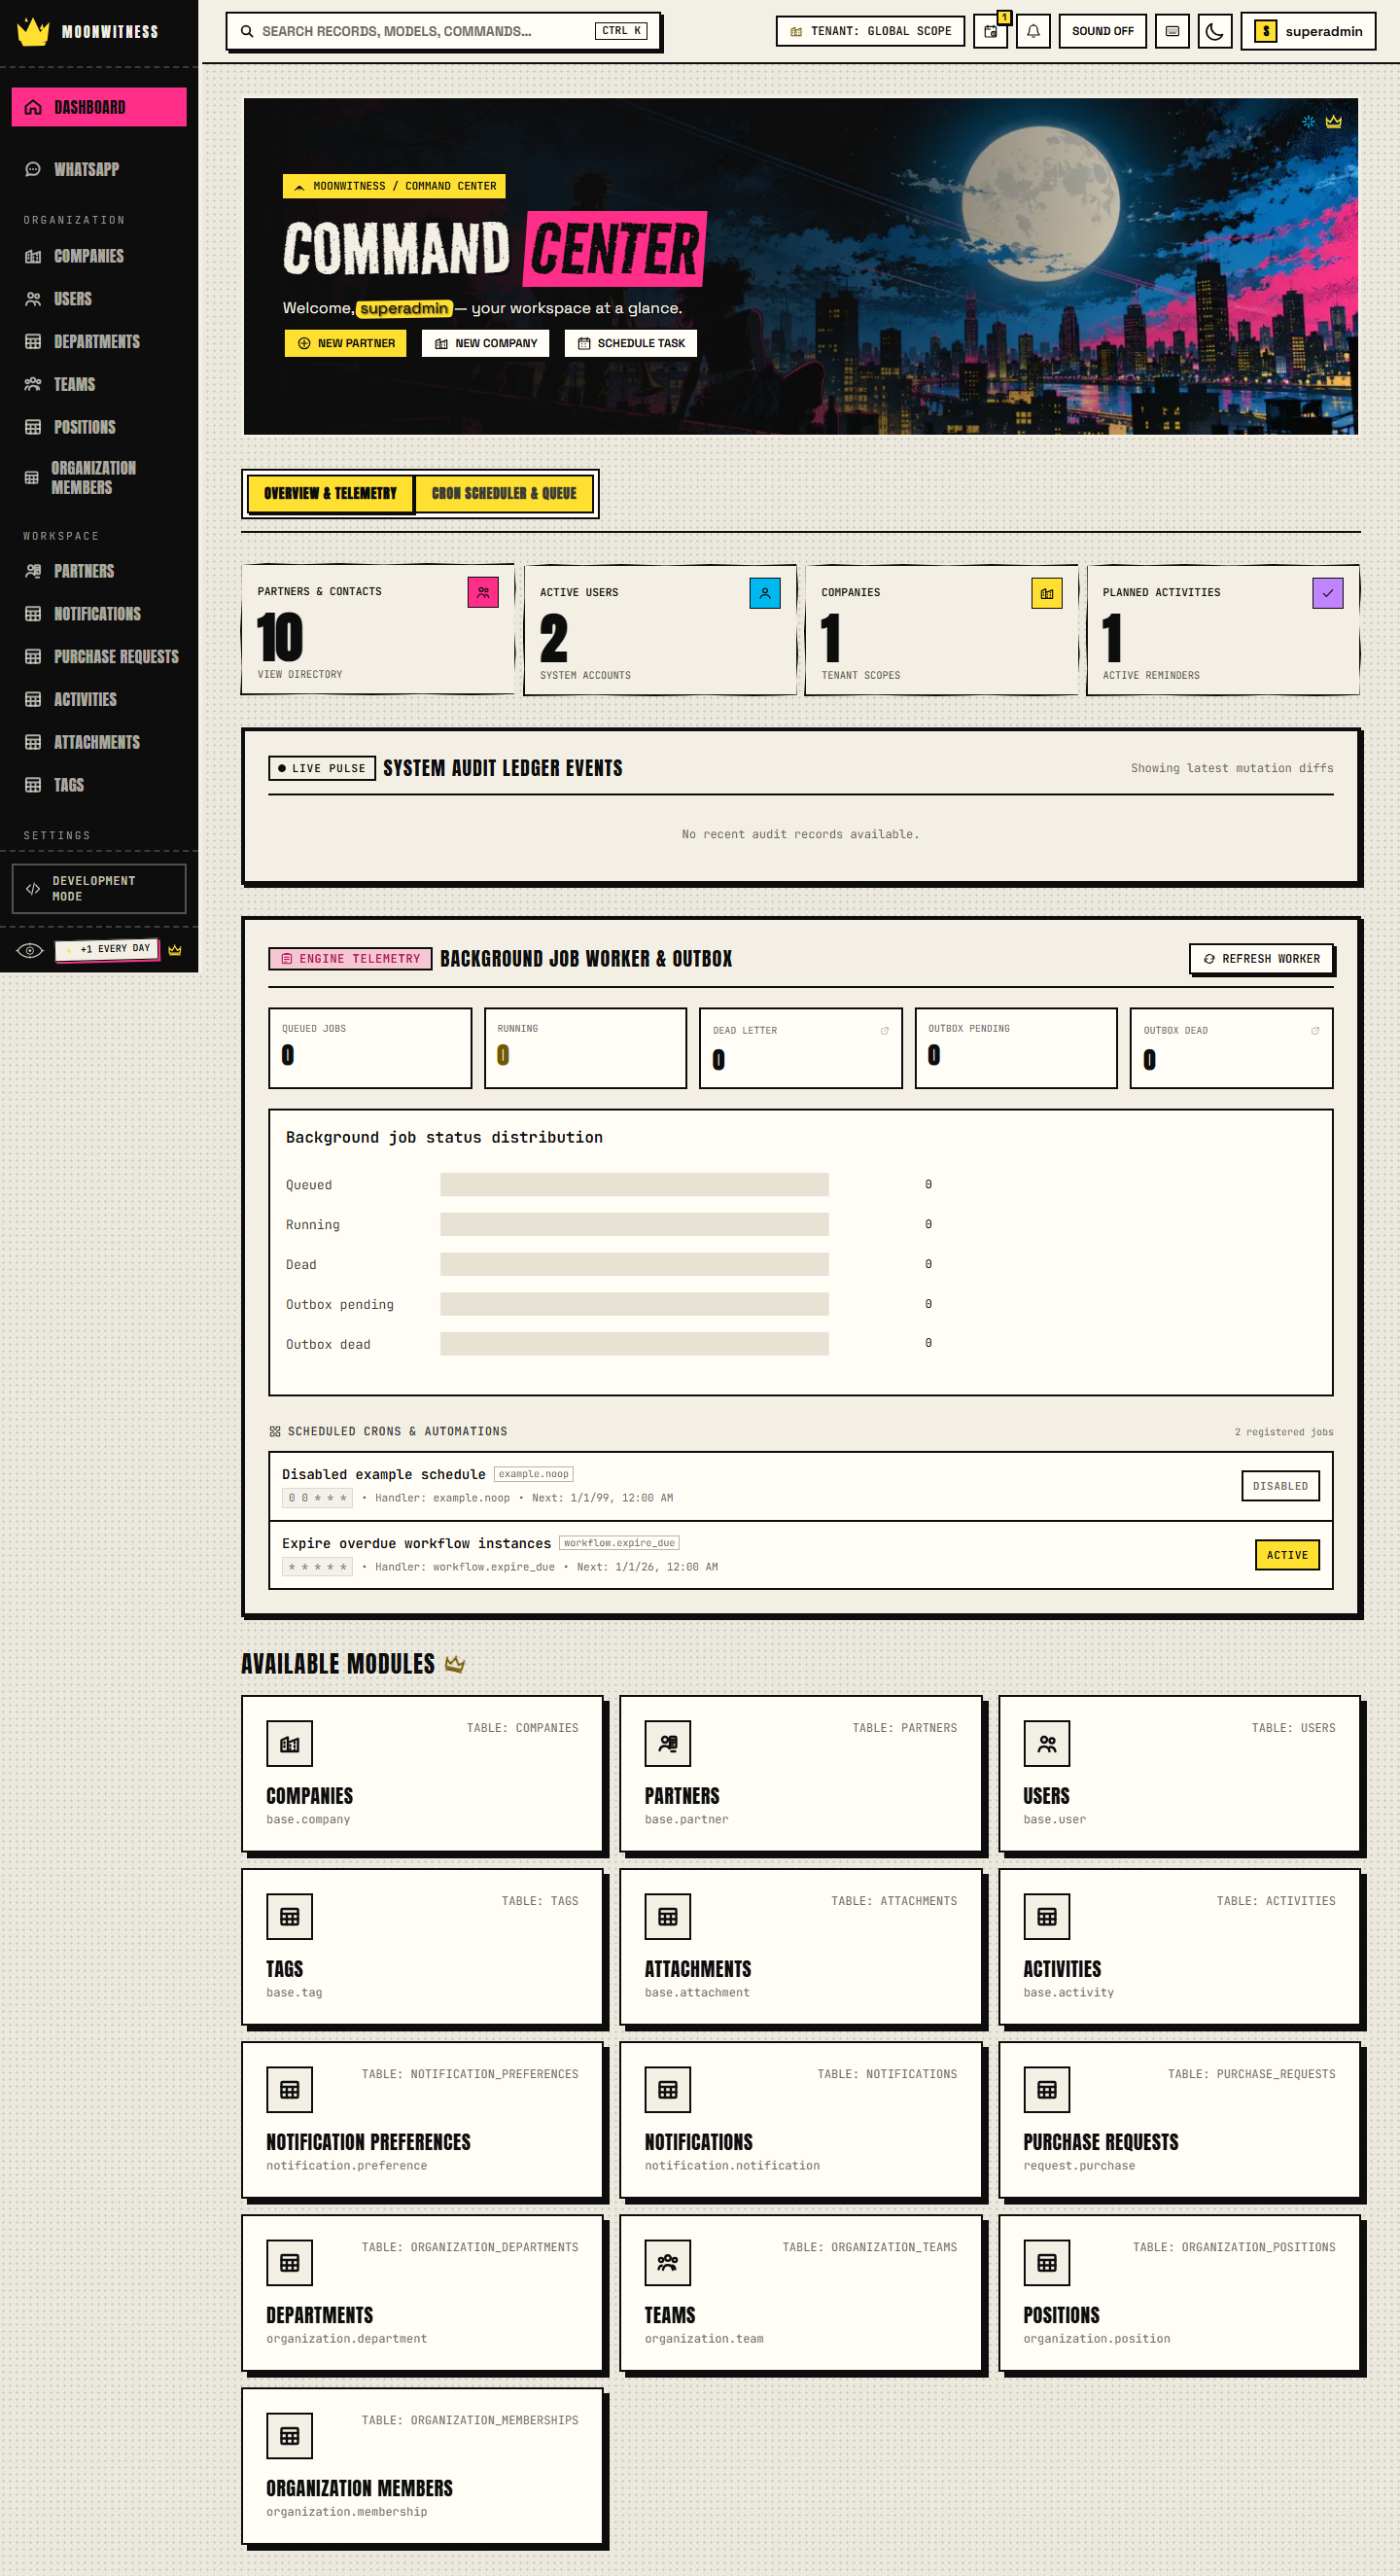 MOONWITNESS
DASHBOARD
WHATSAPP
ORGANIZATION
COMPANIES
USERS
DEPARTMENTS
TEAMS
POSITIONS
ORGANIZATION
MEMBERS
WORKSPACE
PARTNERS
NOTIFICATIONS
PURCHASE REQUESTS
ACTIVITIES
ATTACHMENTS
TAGS
SETTINGS
DEVELOPMENT
MODE
+1 EVERY DAY
SEARCH RECORDS, MODELS, COMMANDS...
CTRL K
TENANT: GLOBAL SCOPE
1
SOUND OFF
S
superadmin
MOONWITNESS / COMMAND CENTER
COMMAND CENTER
Welcome, superadmin — your workspace at a glance.
NEW PARTNER
NEW COMPANY
SCHEDULE TASK
OVERVIEW & TELEMETRY
CRON SCHEDULER & QUEUE
PARTNERS & CONTACTS
10
VIEW DIRECTORY
ACTIVE USERS
2
SYSTEM ACCOUNTS
COMPANIES
1
TENANT SCOPES
PLANNED ACTIVITIES
1
ACTIVE REMINDERS
LIVE PULSE
SYSTEM AUDIT LEDGER EVENTS
Showing latest mutation diffs
No recent audit records available.
ENGINE TELEMETRY
BACKGROUND JOB WORKER & OUTBOX
REFRESH WORKER
QUEUED JOBS
0
RUNNING
0
DEAD LETTER
0
OUTBOX PENDING
0
OUTBOX DEAD
0
Background job status distribution
Queued 0
Running 0
Dead 0
Outbox pending 0
Outbox dead 0
SCHEDULED CRONS & AUTOMATIONS
2 registered jobs
Disabled example schedule example.noop
0 0 * * * • Handler: example.noop • Next: 1/1/99, 12:00 AM
DISABLED
Expire overdue workflow instances workflow.expire_due
* * * * * • Handler: workflow.expire_due • Next: 1/1/26, 12:00 AM
ACTIVE
AVAILABLE MODULES
TABLE: COMPANIES
COMPANIES
base.company
TABLE: PARTNERS
PARTNERS
base.partner
TABLE: USERS
USERS
base.user
TABLE: TAGS
TAGS
base.tag
TABLE: ATTACHMENTS
ATTACHMENTS
base.attachment
TABLE: ACTIVITIES
ACTIVITIES
base.activity
TABLE: NOTIFICATION_PREFERENCES
NOTIFICATION PREFERENCES
notification.preference
TABLE: NOTIFICATIONS
NOTIFICATIONS
notification.notification
TABLE: PURCHASE_REQUESTS
PURCHASE REQUESTS
request.purchase
TABLE: ORGANIZATION_DEPARTMENTS
DEPARTMENTS
organization.department
TABLE: ORGANIZATION_TEAMS
TEAMS
organization.team
TABLE: ORGANIZATION_POSITIONS
POSITIONS
organization.position
TABLE: ORGANIZATION_MEMBERSHIPS
ORGANIZATION MEMBERS
organization.membership